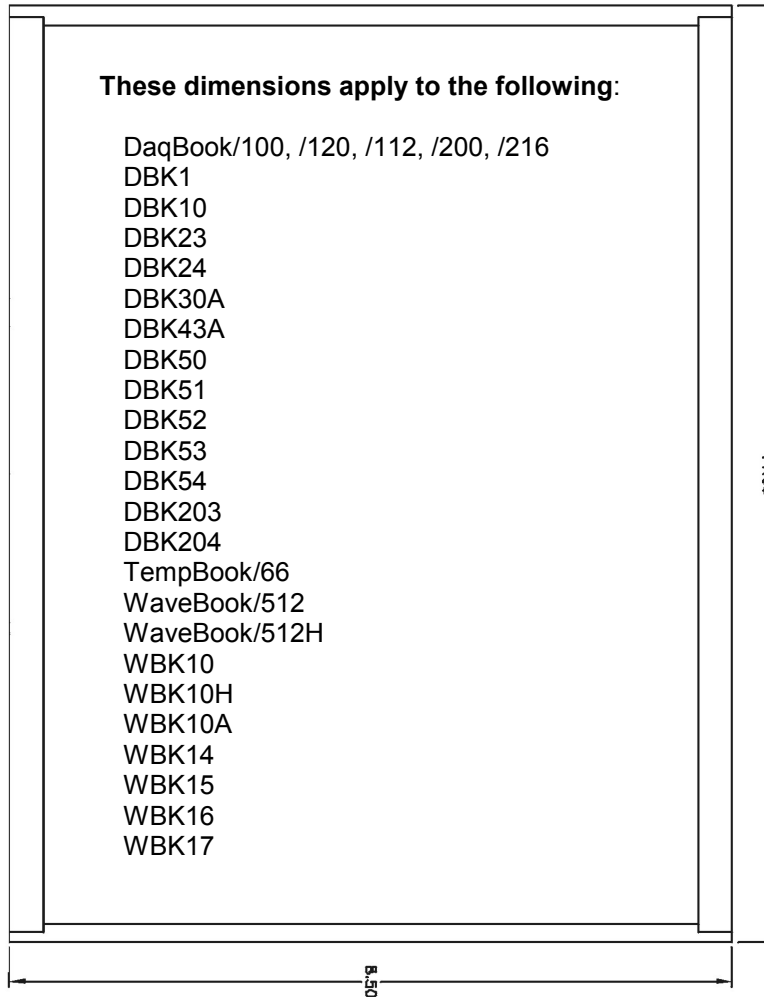 These dimensions apply to the following:
DaqBook/100, /120, /112, /200, /216
DBK1
DBK10
DBK23
DBK24
DBK30A
DBK43A
DBK50
DBK51
DBK52
DBK53
DBK54
DBK203
DBK204
TempBook/66
WaveBook/512
WaveBook/512H
WBK10
WBK10H
WBK10A
WBK14
WBK15
WBK16
WBK17
8.50